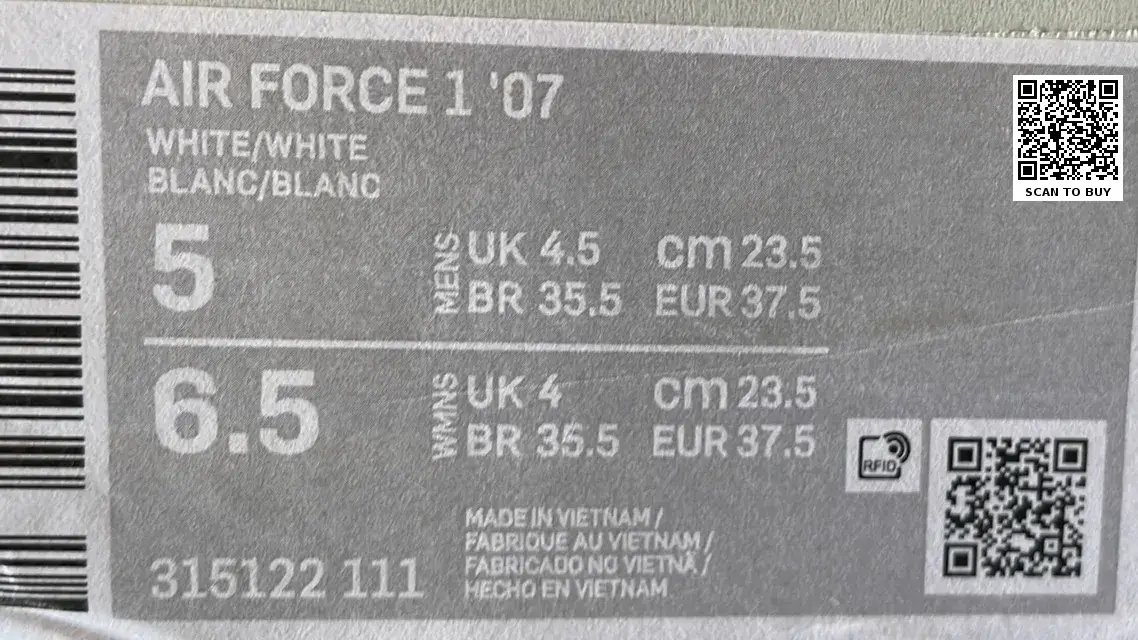 AIR FORCE 1 '07
WHITE/WHITE
BLANC/BLANC
SCAN TO BUY
5
MENS
UK 4.5 cm 23.5
BR 35.5 EUR 37.5
6.5
WMNS
UK 4 cm 23.5
BR 35.5 EUR 37.5
RFID
MADE IN VIETNAM /
FABRIQUE AU VIETNAM /
FABRICADO NO VIETNÃ /
HECHO EN VIETNAM
315122 111